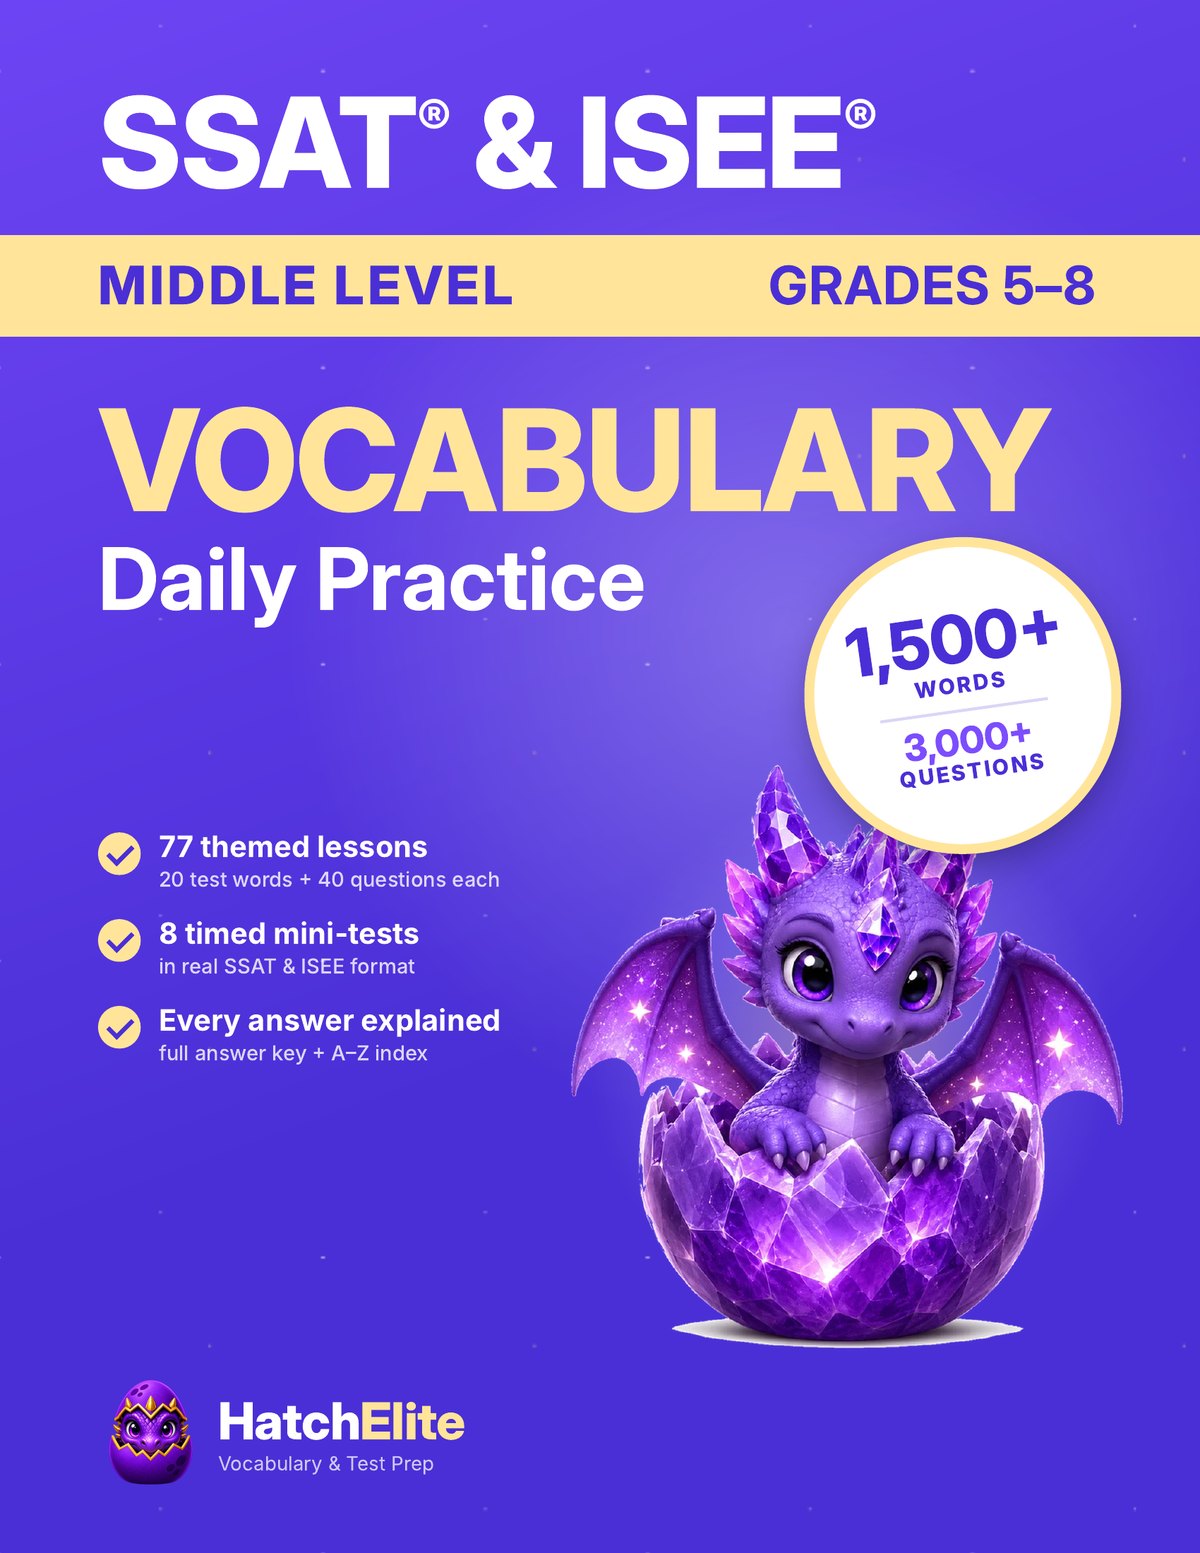 SSAT® & ISEE®
MIDDLE LEVEL GRADES 5–8
VOCABULARY
Daily Practice
1,500+
WORDS
3,000+
QUESTIONS
77 themed lessons
20 test words + 40 questions each
8 timed mini-tests
in real SSAT & ISEE format
Every answer explained
full answer key + A–Z index
HatchElite
Vocabulary & Test Prep